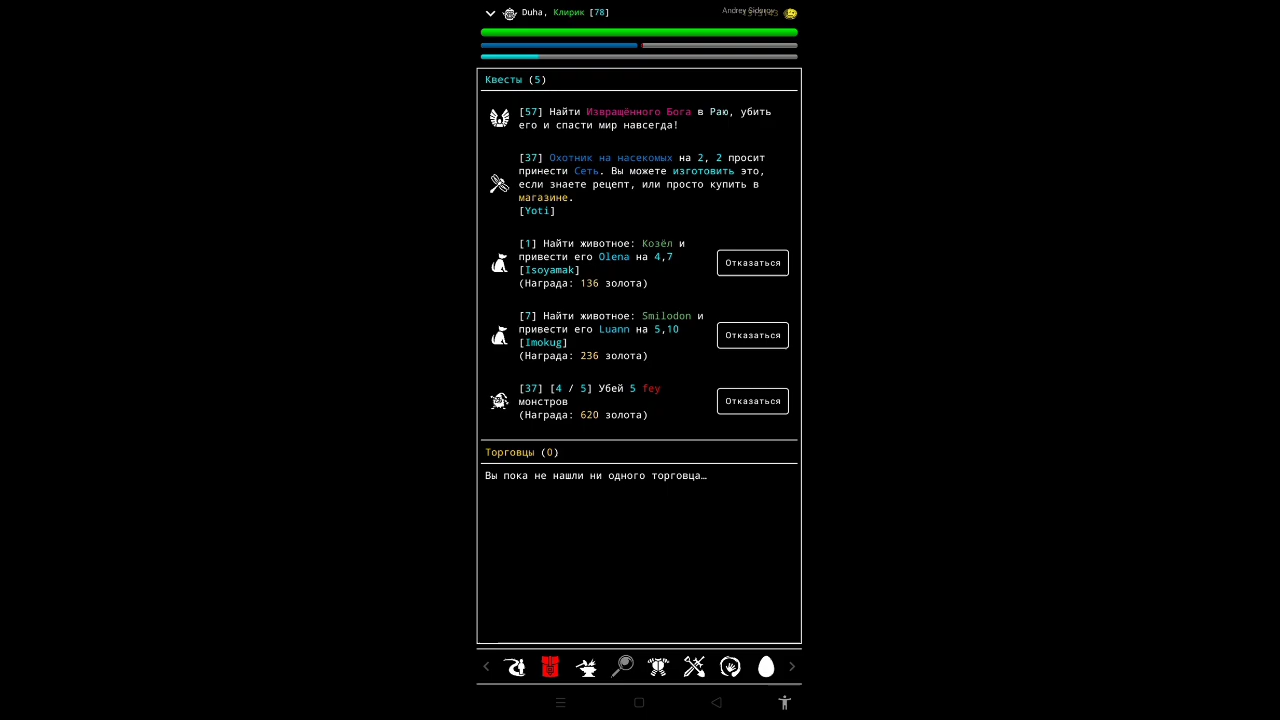 Duha, Клирик [78]
Andrey Sidorov
Квесты (5)
[57] Найти Извращённого Бога в Раю, убить
его и спасти мир навсегда!
[37] Охотник на насекомых на 2, 2 просит
принести Сеть. Вы можете изготовить это,
если знаете рецепт, или просто купить в
магазине.
[Yoti]
[1] Найти животное: Козёл и
привести его Olena на 4,7
[Isoyamak]
(Награда: 136 золота)
Отказаться
[7] Найти животное: Smilodon и
привести его Luann на 5,10
[Imokug]
(Награда: 236 золота)
Отказаться
[37] [4 / 5] Убей 5 fey
монстров
(Награда: 620 золота)
Отказаться
Торговцы (0)
Вы пока не нашли ни одного торговца…